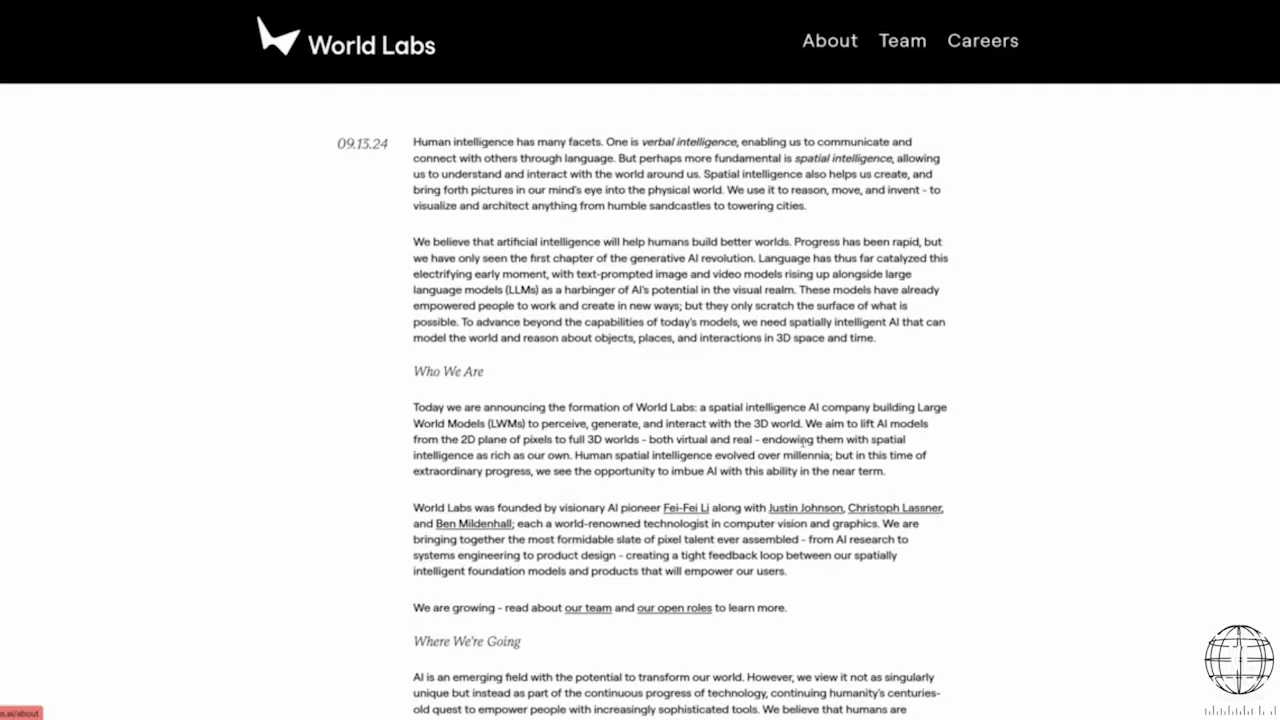 World Labs
About Team Careers
09.13.24
Human intelligence has many facets. One is verbal intelligence, enabling us to communicate and
connect with others through language. But perhaps more fundamental is spatial intelligence, allowing
us to understand and interact with the world around us. Spatial intelligence also helps us create, and
bring forth pictures in our mind's eye into the physical world. We use it to reason, move, and invent - to
visualize and architect anything from humble sandcastles to towering cities.
We believe that artificial intelligence will help humans build better worlds. Progress has been rapid, but
we have only seen the first chapter of the generative AI revolution. Language has thus far catalyzed this
electrifying early moment, with text-prompted image and video models rising up alongside large
language models (LLMs) as a harbinger of AI's potential in the visual realm. These models have already
empowered people to work and create in new ways; but they only scratch the surface of what is
possible. To advance beyond the capabilities of today's models, we need spatially intelligent AI that can
model the world and reason about objects, places, and interactions in 3D space and time.
Who We Are
Today we are announcing the formation of World Labs: a spatial intelligence AI company building Large
World Models (LWMs) to perceive, generate, and interact with the 3D world. We aim to lift AI models
from the 2D plane of pixels to full 3D worlds - both virtual and real - endowing them with spatial
intelligence as rich as our own. Human spatial intelligence evolved over millennia; but in this time of
extraordinary progress, we see the opportunity to imbue AI with this ability in the near term.
World Labs was founded by visionary AI pioneer Fei-Fei Li along with Justin Johnson, Christoph Lassner,
and Ben Mildenhall; each a world-renowned technologist in computer vision and graphics. We are
bringing together the most formidable slate of pixel talent ever assembled - from AI research to
systems engineering to product design - creating a tight feedback loop between our spatially
intelligent foundation models and products that will empower our users.
We are growing - read about our team and our open roles to learn more.
Where We're Going
AI is an emerging field with the potential to transform our world. However, we view it not as singularly
unique but instead as part of the continuous progress of technology, continuing humanity's centuries-
old quest to empower people with increasingly sophisticated tools. We believe that humans are
s.ai/about